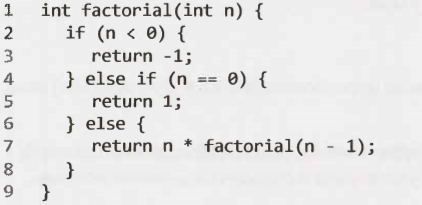 1 int factorial(int n) {
2   if (n < 0) {
3     return -1;
4   } else if (n == 0) {
5     return 1;
6   } else {
7     return n * factorial(n - 1);
8   }
9 }